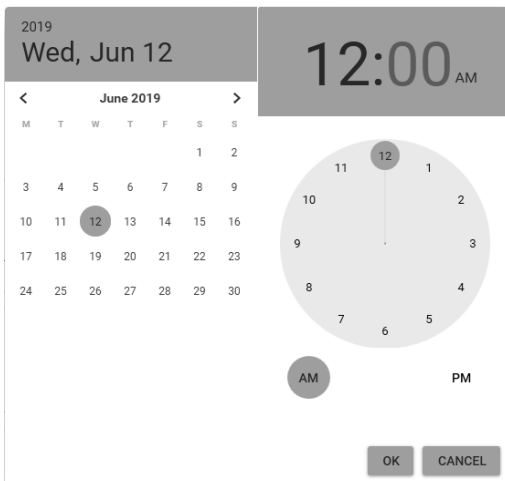 2019
Wed, Jun 12
June 2019
M T W T F S S
1 2
3 4 5 6 7 8 9
10 11 12 13 14 15 16
17 18 19 20 21 22 23
24 25 26 27 28 29 30
12:00 AM
12
11 1
10 2
9 3
8 4
7 5
6
AM PM
OK CANCEL